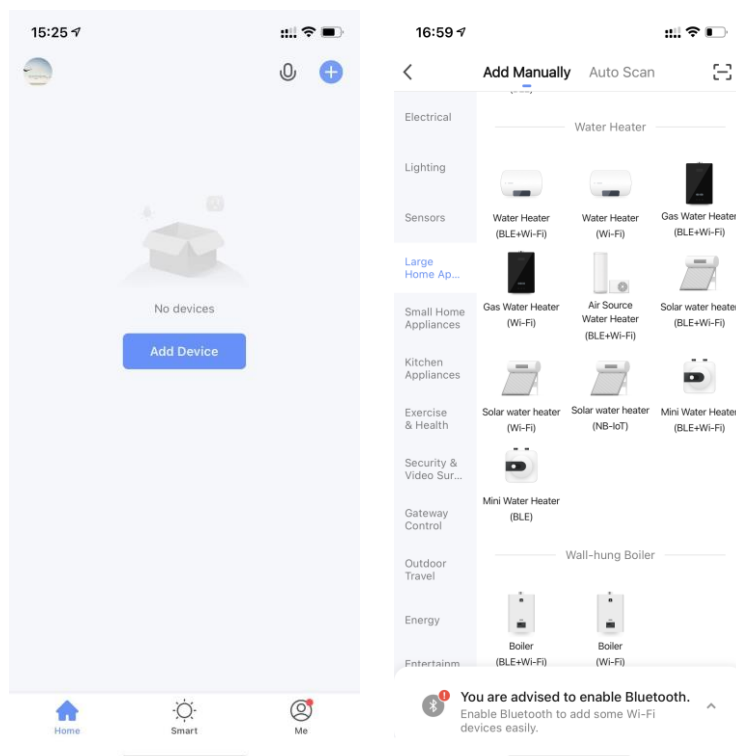 15:25
No devices
Add Device
Home
Smart
Me
16:59
Add Manually
Auto Scan
Electrical
Lighting
Sensors
Large
Home Ap...
Small Home
Appliances
Kitchen
Appliances
Exercise
& Health
Security &
Video Sur...
Gateway
Control
Outdoor
Travel
Energy
Entertainm
Water Heater
Water Heater
(BLE+Wi-Fi)
Water Heater
(Wi-Fi)
Gas Water Heater
(BLE+Wi-Fi)
Gas Water Heater
(Wi-Fi)
Air Source
Water Heater
(BLE+Wi-Fi)
Solar water heater
(BLE+Wi-Fi)
Solar water heater
(Wi-Fi)
Solar water heater
(NB-IoT)
Mini Water Heater
(BLE+Wi-Fi)
Mini Water Heater
(BLE)
Wall-hung Boiler
Boiler
(BLE+Wi-Fi)
Boiler
(Wi-Fi)
You are advised to enable Bluetooth.
Enable Bluetooth to add some Wi-Fi
devices easily.